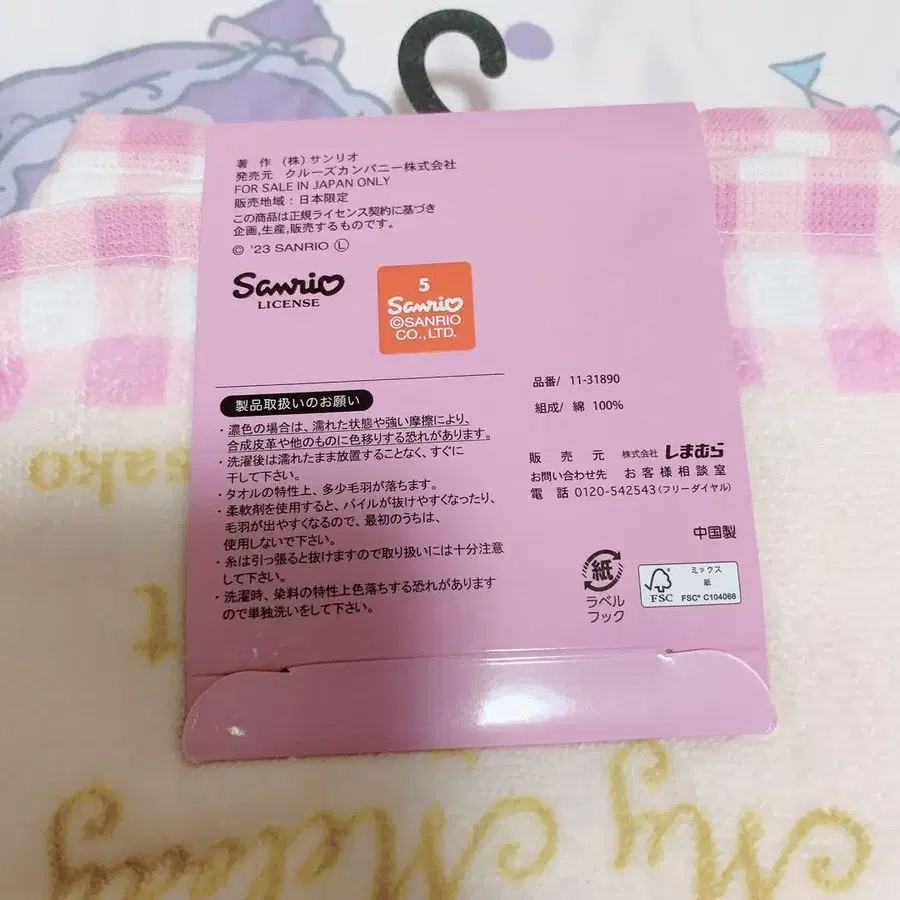 著 作 (株) サンリオ
発売元 クルーズカンパニー株式会社
FOR SALE IN JAPAN ONLY
販売地域：日本限定
この商品は正規ライセンス契約に基づき
企画,生産,販売するものです。
© '23 SANRIO Ⓛ
Sanrio
LICENSE
5
Sanrio
©SANRIO
CO.,LTD.
製品取扱いのお願い
・濃色の場合は、濡れた状態や強い摩擦により、
合成皮革や他のものに色移りする恐れがあります。
・洗濯後は濡れたまま放置することなく、すぐに
干して下さい。
・タオルの特性上、多少毛羽が落ちます。
・柔軟剤を使用すると、パイルが抜けやすくなったり、
毛羽が出やすくなるので、最初のうちは、
使用しないで下さい。
・糸は引っ張ると抜けますので取り扱いには十分注意
して下さい。
・洗濯時、染料の特性上色落ちする恐れがあります
ので単独洗いをして下さい。
品番/ 11-31890
組成/ 綿 100%
販 売 元 株式会社 しまむら
お問い合わせ先 お客様相談室
電 話 0120-542543(フリーダイヤル)
中国製
紙
ラベル
フック
FSC
ミックス
紙
FSC® C104066
My Melody